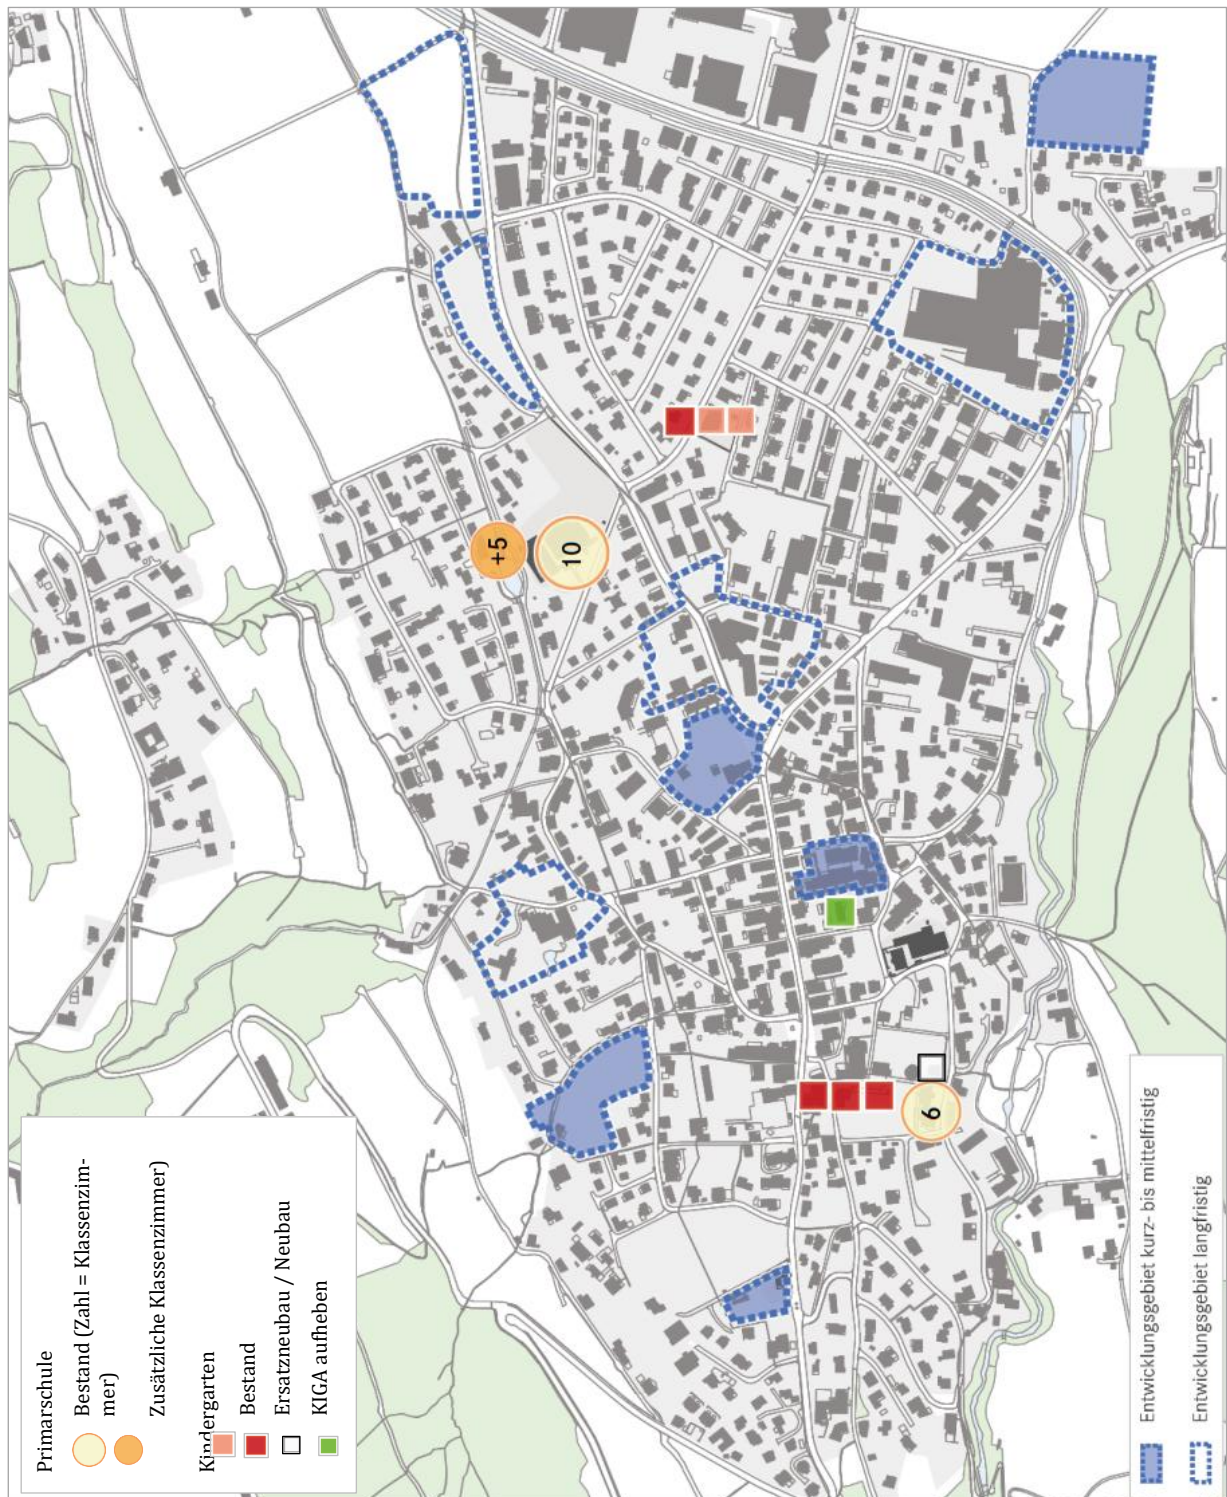 Primarschule
Bestand (Zahl = Klassenzim-
mer)
Zusätzliche Klassenzimmer)
Kindergarten
Bestand
Ersatzneubau / Neubau
KIGA aufheben
+5
10
6
Entwicklungsgebiet kurz- bis mittelfristig
Entwicklungsgebiet langfristig